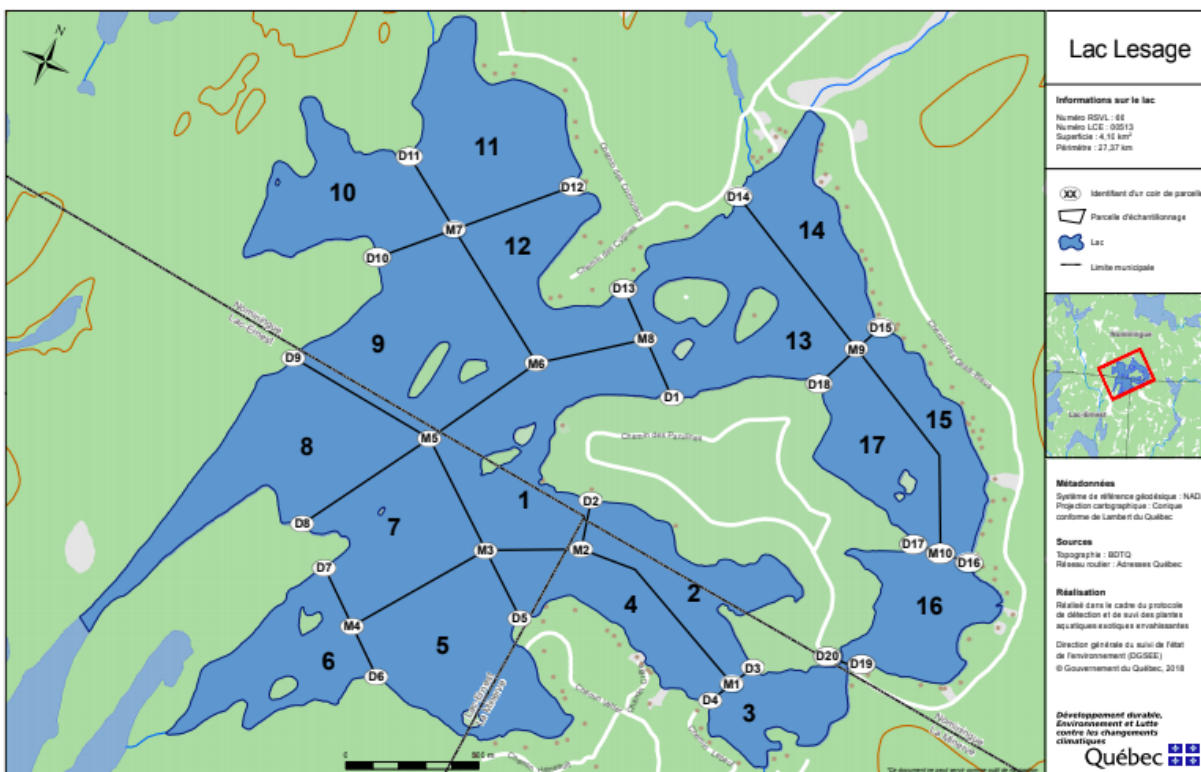 Lac Lesage
Informations sur le lac
Numéro RSVL : 66
Numéro LCE : 00513
Superficie : 4,10 km²
Périmètre : 27,37 km
XX Identifiant d'un coin de parcelle
Parcelle d'échantillonnage
Lac
Limite municipale
Nominingue
Lac-Ernest
Métadonnées
Système de référence géodésique : NAD
Projection cartographique : Conique
conforme de Lambert du Québec
Sources
Topographie : BDTQ
Réseau routier : Adresses Québec
Réalisation
Réalisé dans le cadre du protocole
de détection et de suivi des plantes
aquatiques exotiques envahissantes
Direction générale du suivi de l'état
de l'environnement (DGSEE)
© Gouvernement du Québec, 2018
Développement durable,
Environnement et Lutte
contre les changements
climatiques
Québec
N
11
D11
10
D12
D14
M7
12
14
D10
D13
Nominingue
Lac-Ernest
9
D15
M8
13
M9
D9
M6
D18
D1
15
8
M5
Chemin des
17
1
D2
D8
7
D17
M3
M2
M10
D16
D7
2
4
16
D5
M4
5
D20
D19
6
D3
D6
M1
D4
3
Nominingue
0
500 m